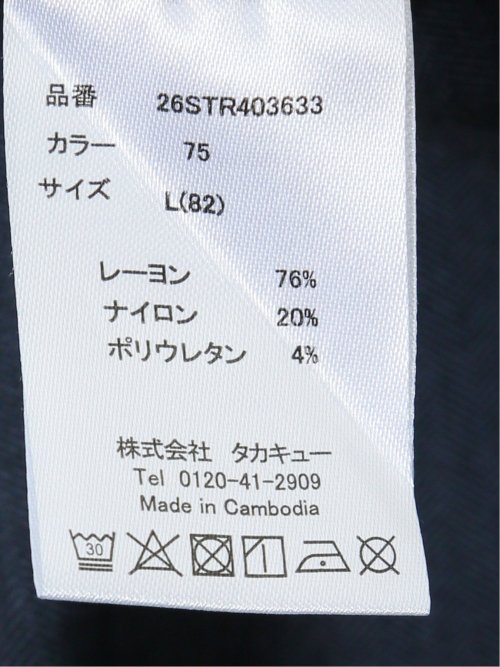 品番 26STR403633
カラー 75
サイズ L(82)
レーヨン 76%
ナイロン 20%
ポリウレタン 4%
株式会社 タカキュー
Tel 0120-41-2909
Made in Cambodia
30